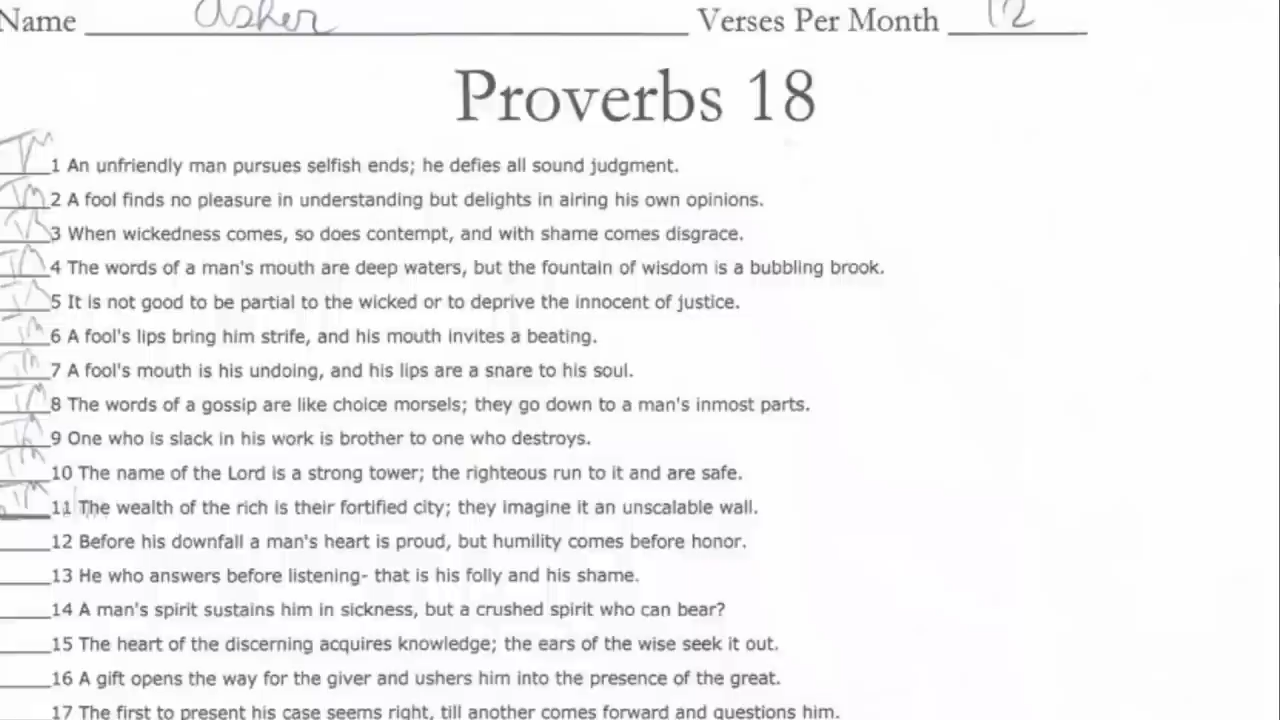 Name Asher Verses Per Month 12
Proverbs 18
TM 1 An unfriendly man pursues selfish ends; he defies all sound judgment.
TM 2 A fool finds no pleasure in understanding but delights in airing his own opinions.
3 When wickedness comes, so does contempt, and with shame comes disgrace.
TM 4 The words of a man's mouth are deep waters, but the fountain of wisdom is a bubbling brook.
5 It is not good to be partial to the wicked or to deprive the innocent of justice.
TM 6 A fool's lips bring him strife, and his mouth invites a beating.
TM 7 A fool's mouth is his undoing, and his lips are a snare to his soul.
TM 8 The words of a gossip are like choice morsels; they go down to a man's inmost parts.
9 One who is slack in his work is brother to one who destroys.
TM 10 The name of the Lord is a strong tower; the righteous run to it and are safe.
TM 11 The wealth of the rich is their fortified city; they imagine it an unscalable wall.
12 Before his downfall a man's heart is proud, but humility comes before honor.
13 He who answers before listening- that is his folly and his shame.
14 A man's spirit sustains him in sickness, but a crushed spirit who can bear?
15 The heart of the discerning acquires knowledge; the ears of the wise seek it out.
16 A gift opens the way for the giver and ushers him into the presence of the great.
17 The first to present his case seems right, till another comes forward and questions him.